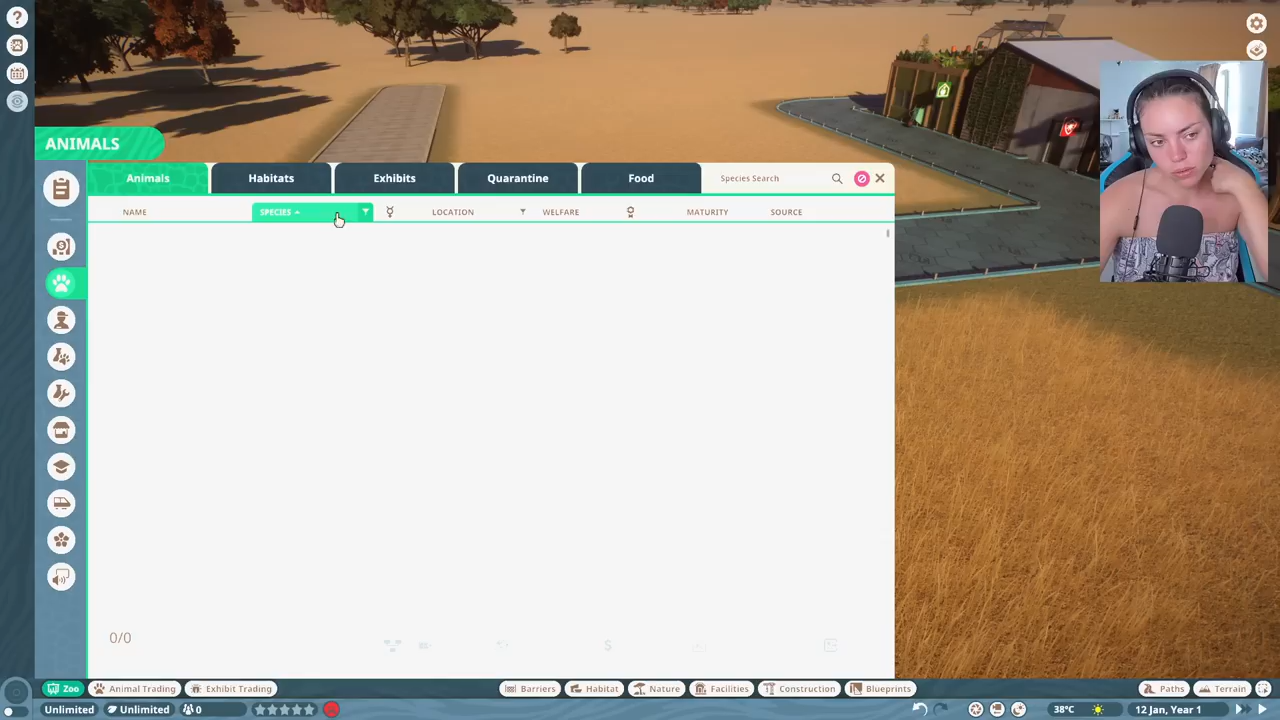 ANIMALS
Animals Habitats Exhibits Quarantine Food Species Search
NAME SPECIES LOCATION WELFARE MATURITY SOURCE
0/0
Zoo Animal Trading Exhibit Trading Barriers Habitat Nature Facilities Construction Blueprints Paths Terrain
Unlimited Unlimited 0 38°C 12 Jan, Year 1